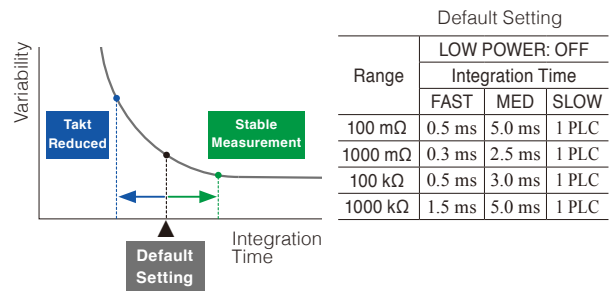 Variability
Takt
Reduced
Stable
Measurement
Integration
Time
Default
Setting
Default Setting
Range
LOW POWER: OFF
Integration Time
FAST MED SLOW
100 mΩ 0.5 ms 5.0 ms 1 PLC
1000 mΩ 0.3 ms 2.5 ms 1 PLC
100 kΩ 0.5 ms 3.0 ms 1 PLC
1000 kΩ 1.5 ms 5.0 ms 1 PLC